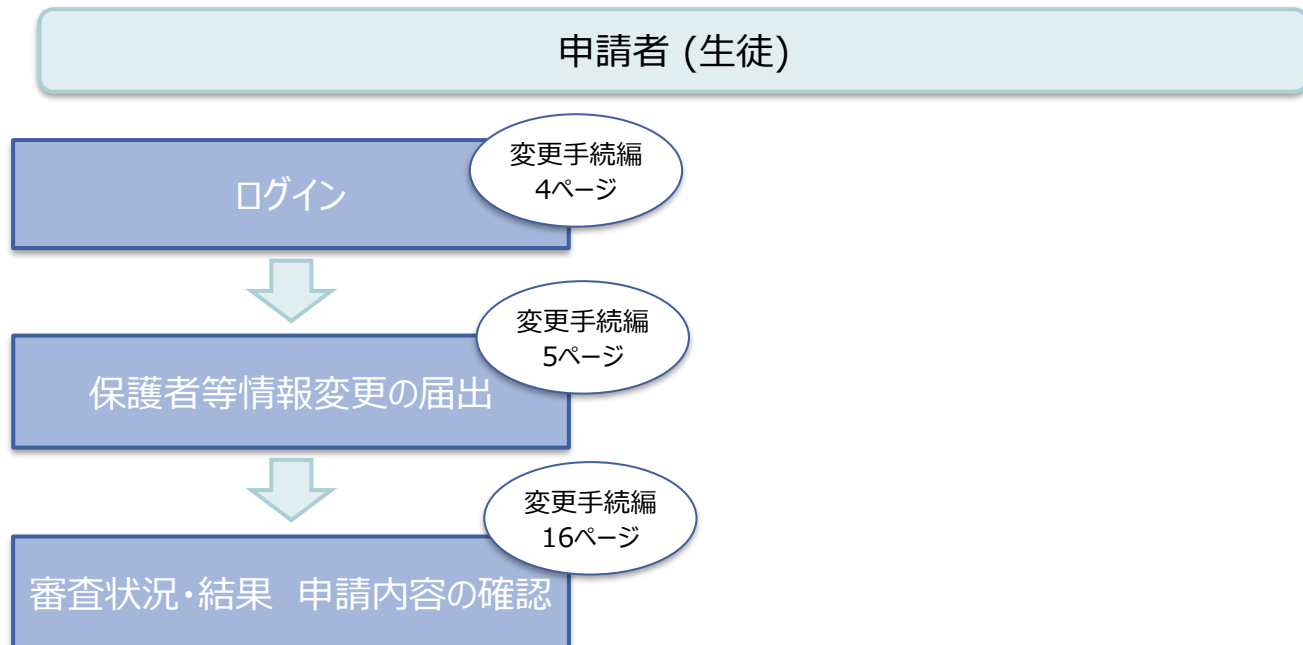 申請者 (生徒)
変更手続編
4ページ
ログイン
変更手続編
5ページ
保護者等情報変更の届出
変更手続編
16ページ
審査状況・結果　申請内容の確認